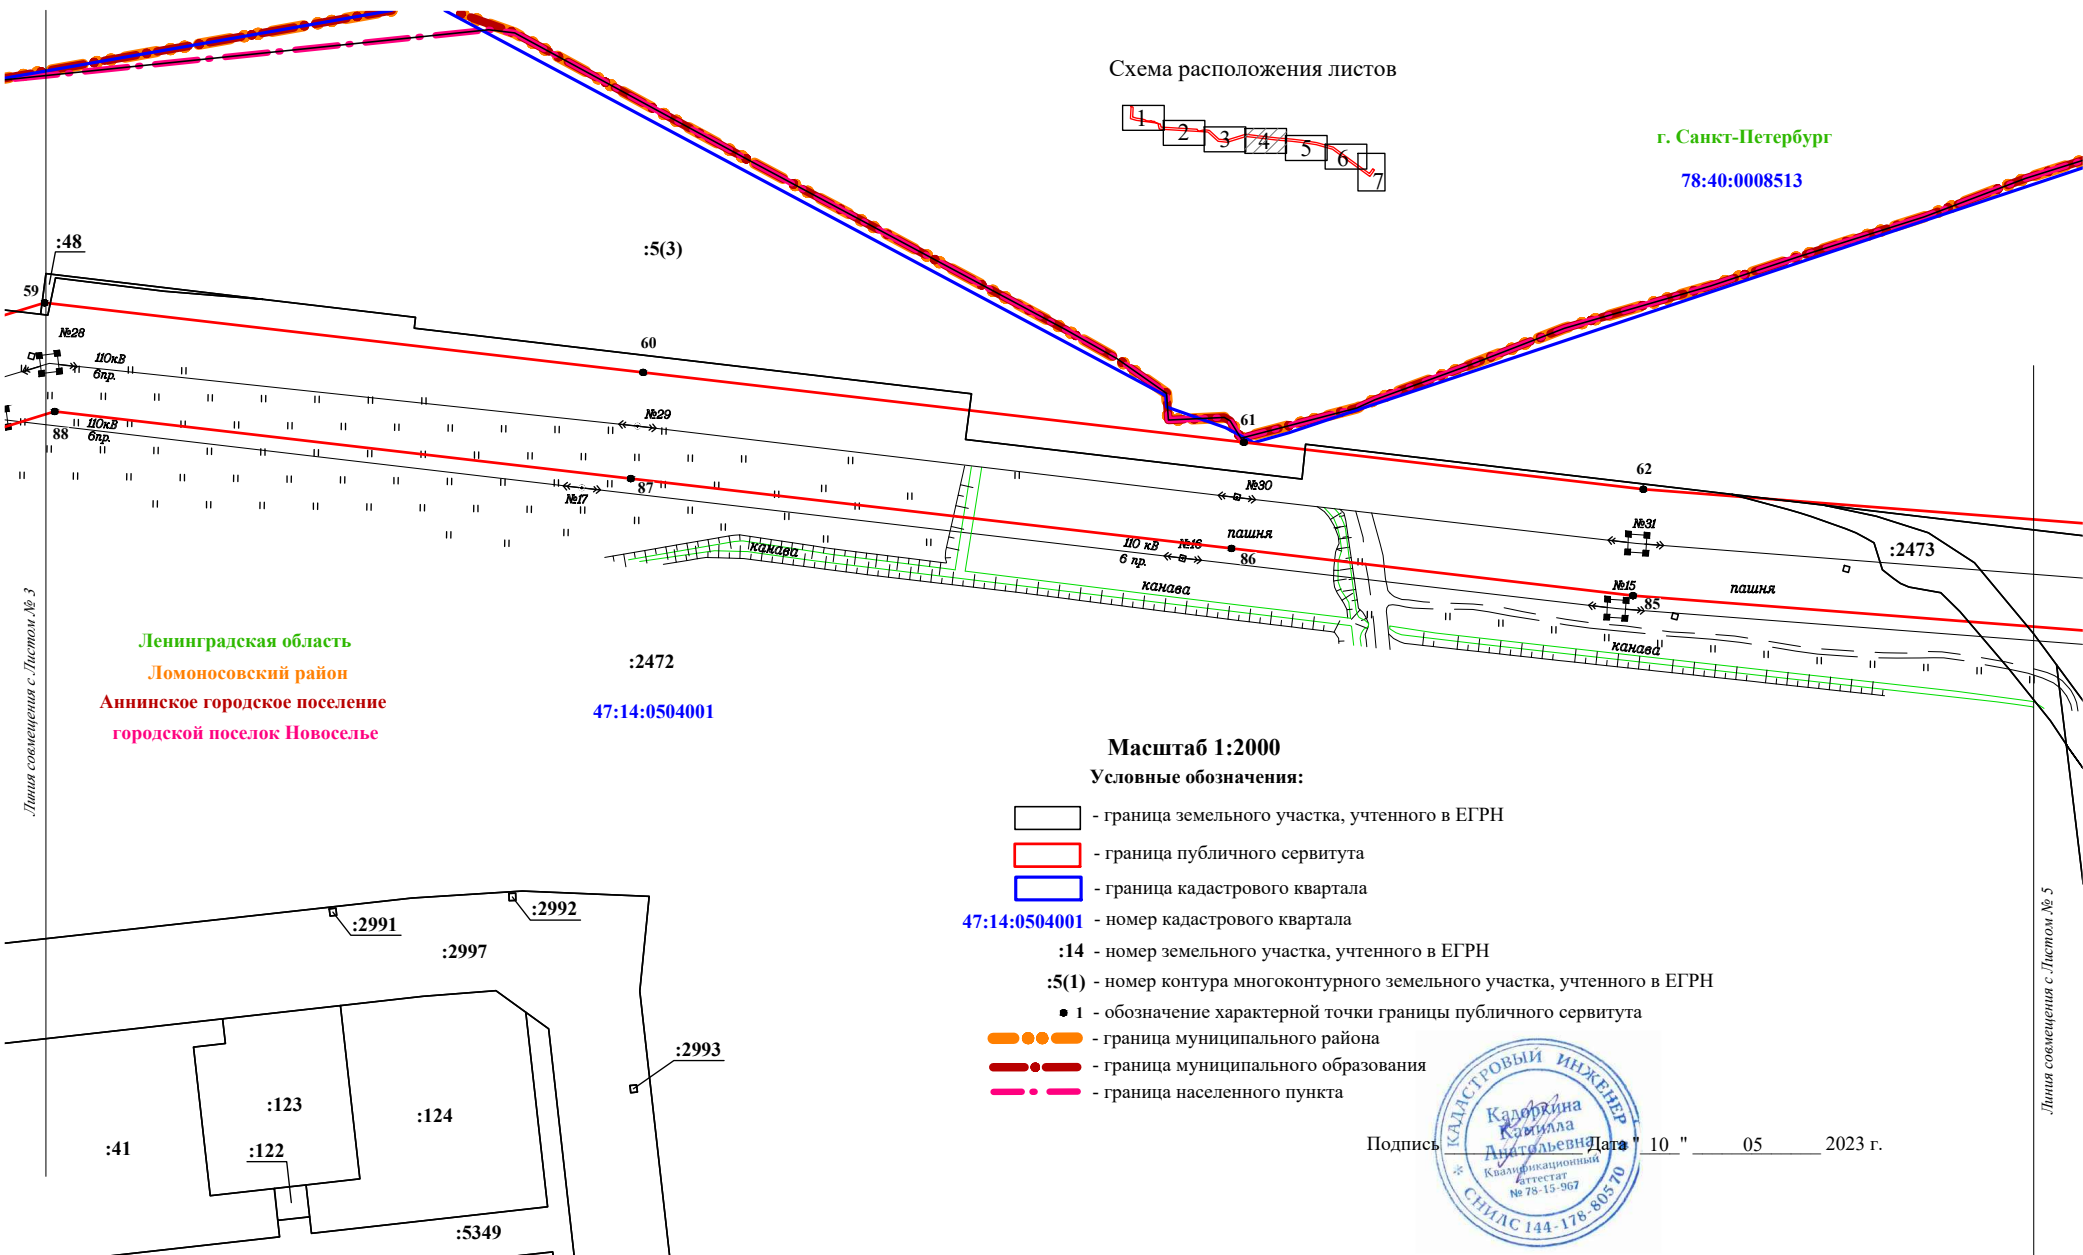 Схема расположения листов
1
2
3
4
5
6
7
г. Санкт-Петербург
78:40:0008513
:48
:5(3)
59
60
61
62
№28
110кВ
6пр.
№29
88
110кВ
6пр.
87
№17
№30
пашня
110 кВ №16
6 пр.
86
канава
канава
№31
:2473
№15
85
пашня
канава
Линия совмещения с Листом № 3
Ленинградская область
Ломоносовский район
Аннинское городское поселение
городской поселок Новоселье
:2472
47:14:0504001
Масштаб 1:2000
Условные обозначения:
- граница земельного участка, учтенного в ЕГРН
- граница публичного сервитута
- граница кадастрового квартала
47:14:0504001 - номер кадастрового квартала
:14 - номер земельного участка, учтенного в ЕГРН
:5(1) - номер контура многоконтурного земельного участка, учтенного в ЕГРН
1 - обозначение характерной точки границы публичного сервитута
- граница муниципального района
- граница муниципального образования
- граница населенного пункта
Линия совмещения с Листом № 5
:2991
:2992
:2997
:2993
:123
:124
:41
:122
:5349
Подпись Дата " 10 " 05 2023 г.
КАДАСТРОВЫЙ ИНЖЕНЕР
Кадоркина
Камилла
Анатольевна
Квалификационный
аттестат
№ 78-15-967
СНИЛС 144-178-805 70